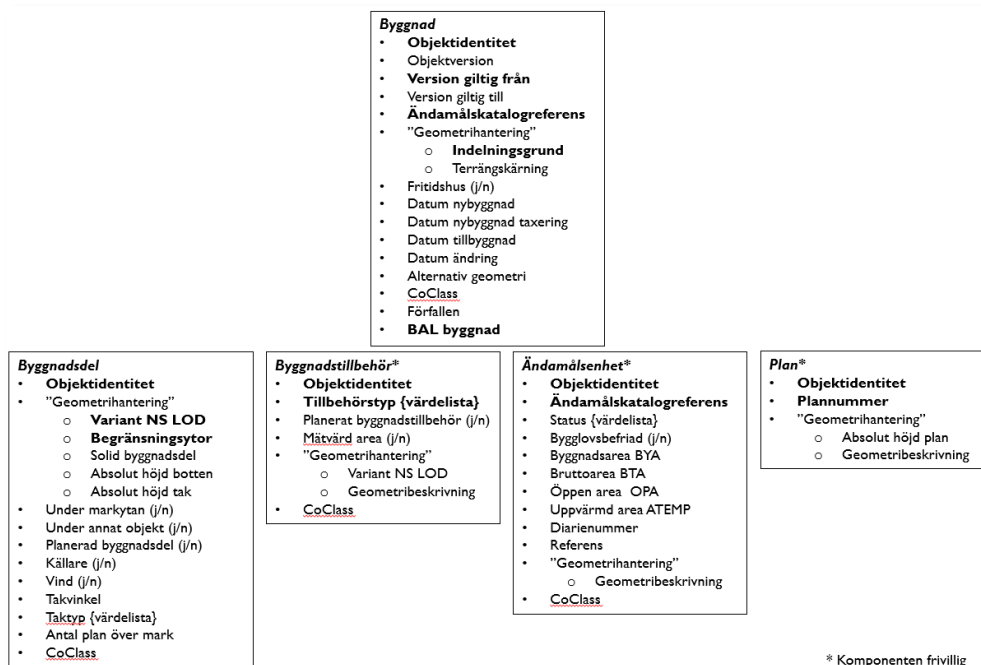 Byggnad
• Objektidentitet
• Objektversion
• Version giltig från
• Version giltig till
• Ändamålskatalogreferens
• ”Geometrihantering”
o Indelningsgrund
o Terrängskärning
• Fritidshus (j/n)
• Datum nybyggnad
• Datum nybyggnad taxering
• Datum tillbyggnad
• Datum ändring
• Alternativ geometri
• CoClass
• Förfallen
• BAL byggnad
Byggnadsdel
• Objektidentitet
• ”Geometrihantering”
o Variant NS LOD
o Begränsningsytor
o Solid byggnadsdel
o Absolut höjd botten
o Absolut höjd tak
• Under markytan (j/n)
• Under annat objekt (j/n)
• Planerad byggnadsdel (j/n)
• Källare (j/n)
• Vind (j/n)
• Takvinkel
• Taktyp {värdelista}
• Antal plan över mark
• CoClass
Byggnadstillbehör*
• Objektidentitet
• Tillbehörstyp {värdelista}
• Planerat byggnadstillbehör (j/n)
• Mätvärd area (j/n)
• ”Geometrihantering”
o Variant NS LOD
o Geometribeskrivning
• CoClass
Ändamålsenhet*
• Objektidentitet
• Ändamålkatalogreferens
• Status {värdelista}
• Bygglovsbefriad (j/n)
• Byggnadsarea BYA
• Bruttoarea BTA
• Öppen area OPA
• Uppvärmd area ATEMP
• Diarienummer
• Referens
• ”Geometrihantering”
o Geometribeskrivning
• CoClass
Plan*
• Objektidentitet
• Plannummer
• ”Geometrihantering”
o Absolut höjd plan
o Geometribeskrivning
* Komponenten frivillig